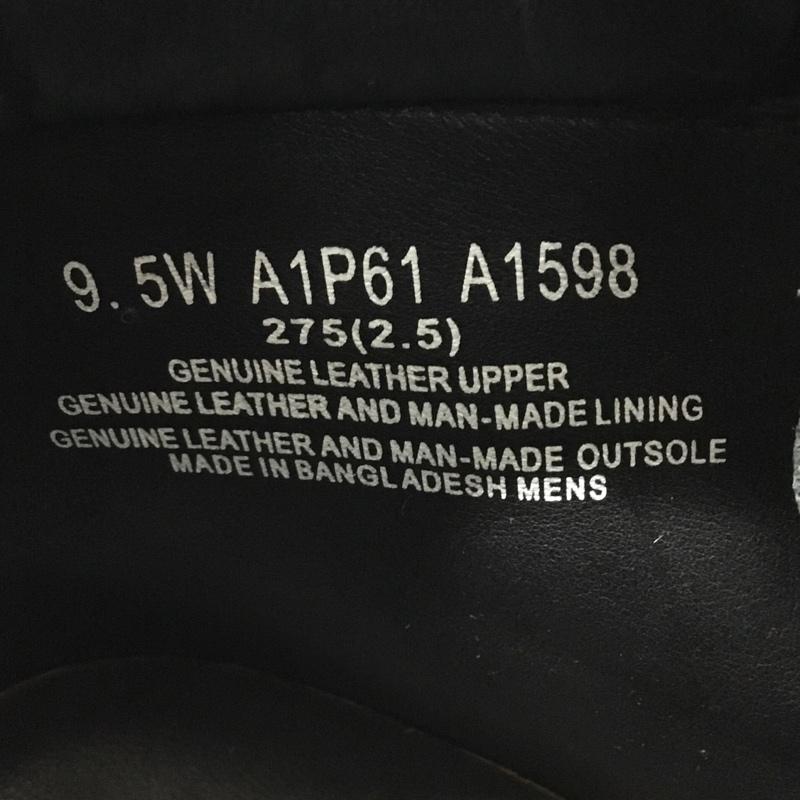 9.5W A1P61 A1598
275(2.5)
GENUINE LEATHER UPPER
GENUINE LEATHER AND MAN-MADE LINING
GENUINE LEATHER AND MAN-MADE OUTSOLE
MADE IN BANGLADESH MENS